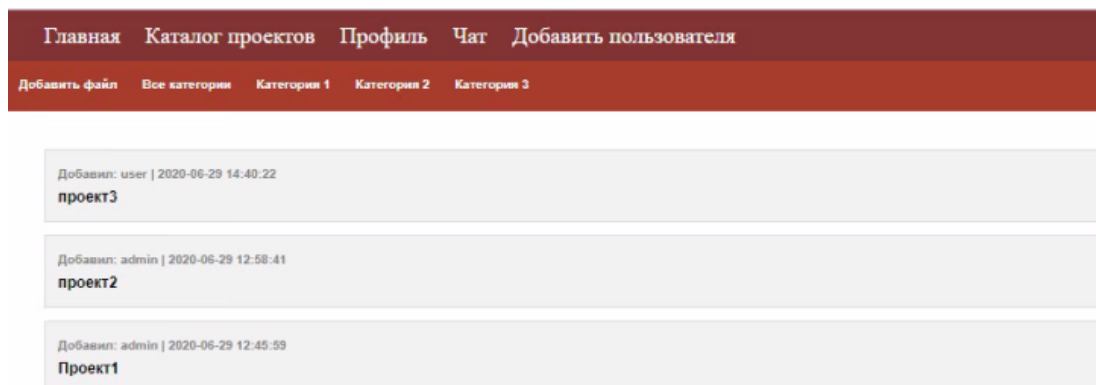 Главная Каталог проектов Профиль Чат Добавить пользователя
Добавить файл Все категории Категория 1 Категория 2 Категория 3
Добавил: user | 2020-06-29 14:40:22
проект3
Добавил: admin | 2020-06-29 12:58:41
проект2
Добавил: admin | 2020-06-29 12:45:59
Проект1